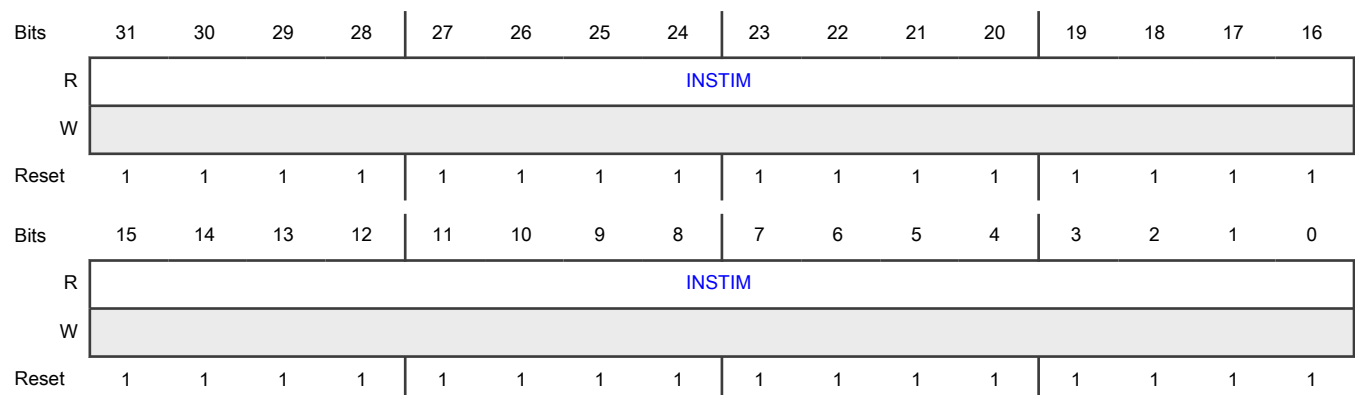 Bits 31 30 29 28 27 26 25 24 23 22 21 20 19 18 17 16
R INSTIM
W
Reset 1 1 1 1 1 1 1 1 1 1 1 1 1 1 1 1
Bits 15 14 13 12 11 10 9 8 7 6 5 4 3 2 1 0
R INSTIM
W
Reset 1 1 1 1 1 1 1 1 1 1 1 1 1 1 1 1